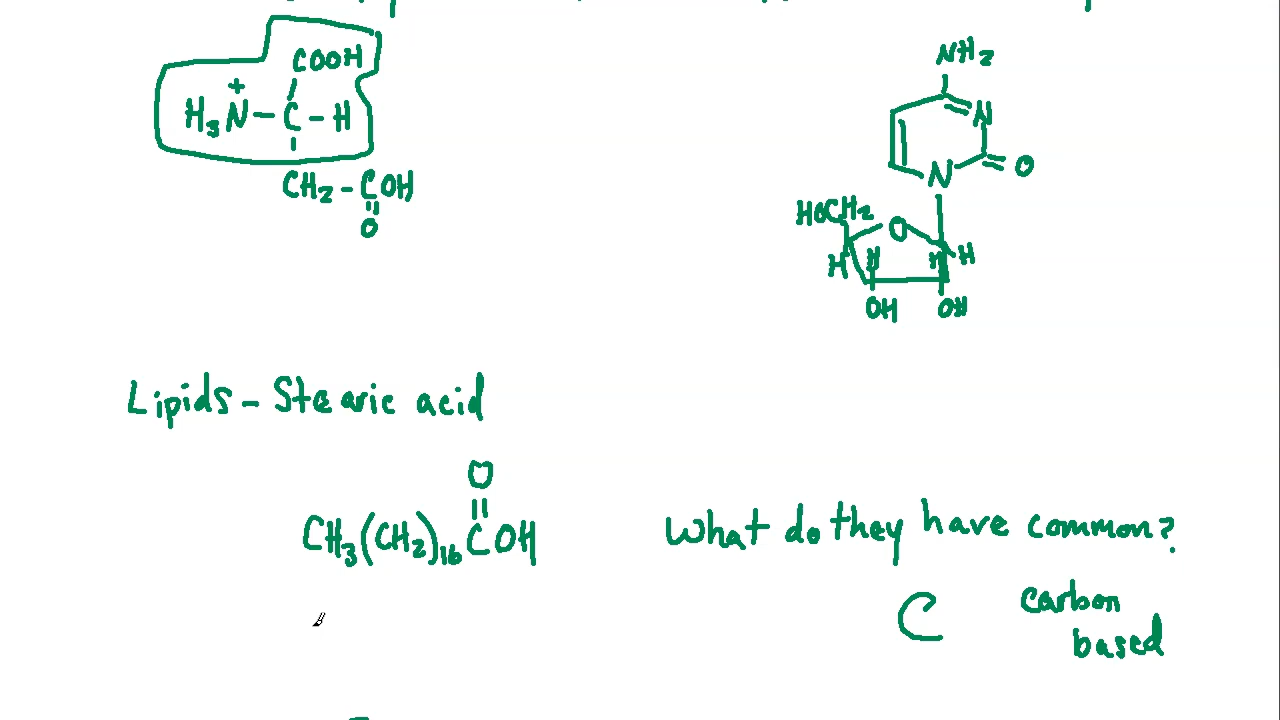 COOH
+
H₃N – C – H
CH₂ – COH
O
NH₂
N
N
O
HOCH₂
O
H H H H
OH OH
Lipids – Stearic acid
O
CH₃(CH₂)₁₆COH
What do they have common?
C carbon
based